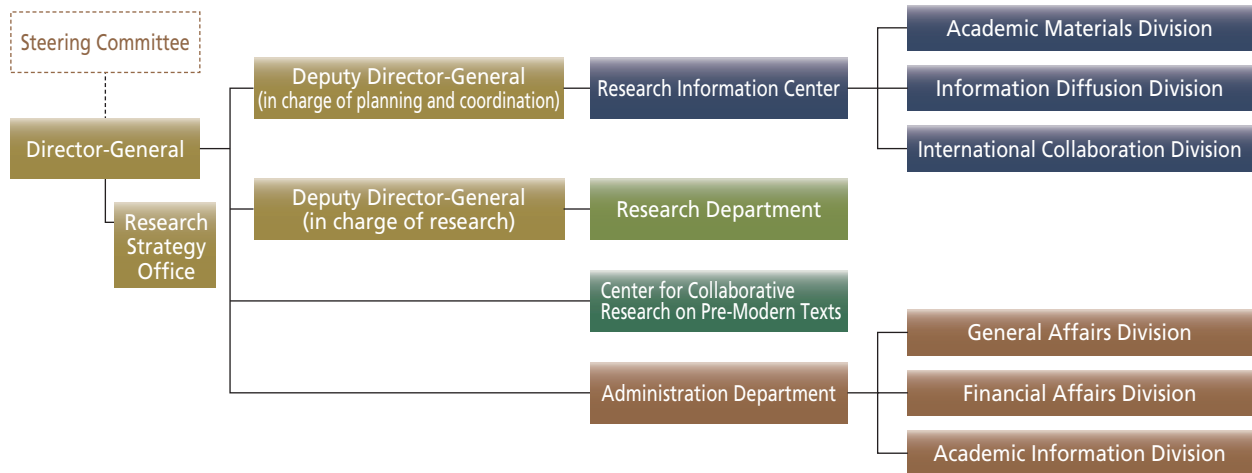 Steering Committee
Director-General
Research
Strategy
Office
Deputy Director-General
(in charge of planning and coordination)
Research Information Center
Academic Materials Division
Information Diffusion Division
International Collaboration Division
Deputy Director-General
(in charge of research)
Research Department
Center for Collaborative
Research on Pre-Modern Texts
Administration Department
General Affairs Division
Financial Affairs Division
Academic Information Division